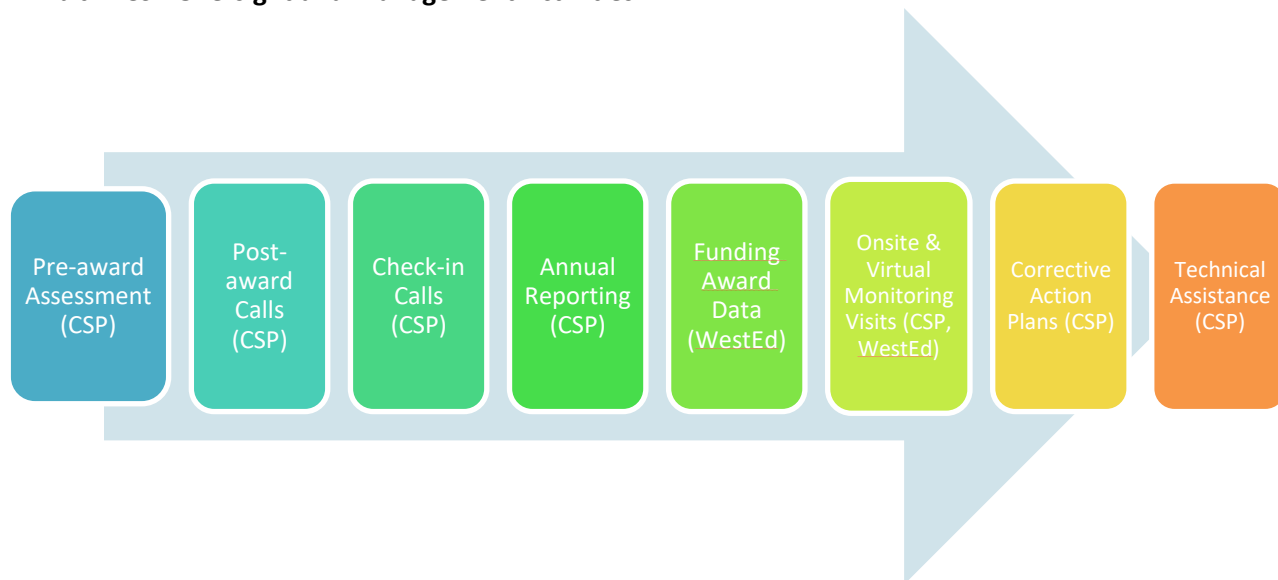 Pre-award
Assessment
(CSP)
Post-
award
Calls
(CSP)
Check-in
Calls
(CSP)
Annual
Reporting
(CSP)
Funding
Award
Data
(WestEd)
Onsite &
Virtual
Monitoring
Visits (CSP,
WestEd)
Corrective
Action
Plans (CSP)
Technical
Assistance
(CSP)